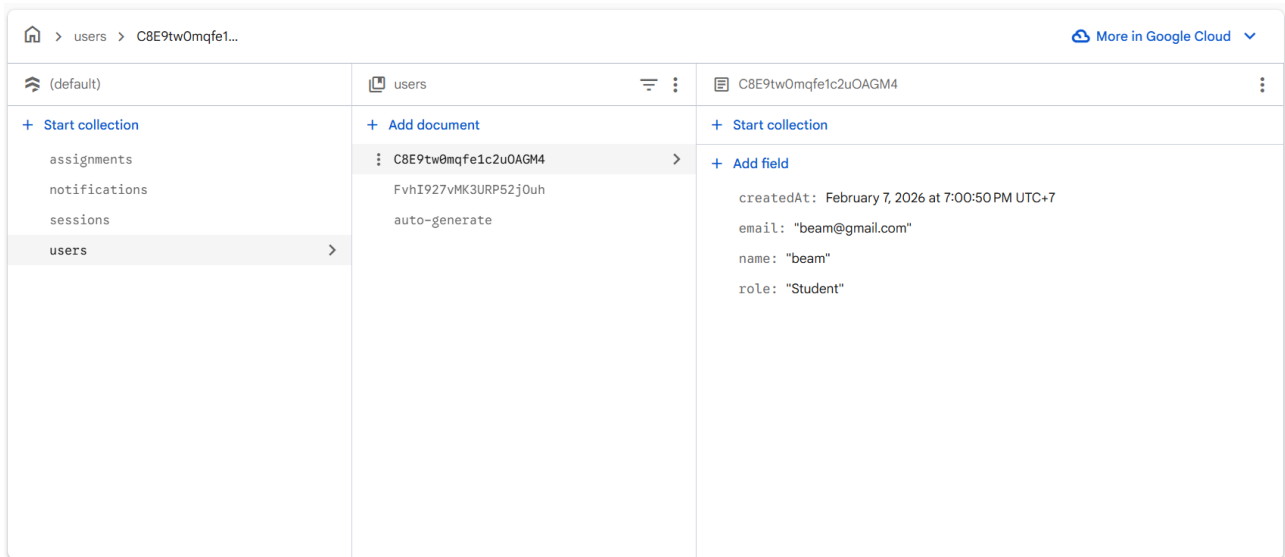 users
C8E9tw0mqfe1...
More in Google Cloud
(default)
users
C8E9tw0mqfe1c2uOAGM4
+ Start collection
+ Add document
+ Start collection
assignments
notifications
sessions
users
C8E9tw0mqfe1c2uOAGM4
FvhI927vMK3URP52jOuh
auto-generate
+ Add field
createdAt: February 7, 2026 at 7:00:50 PM UTC+7
email: "beam@gmail.com"
name: "beam"
role: "Student"